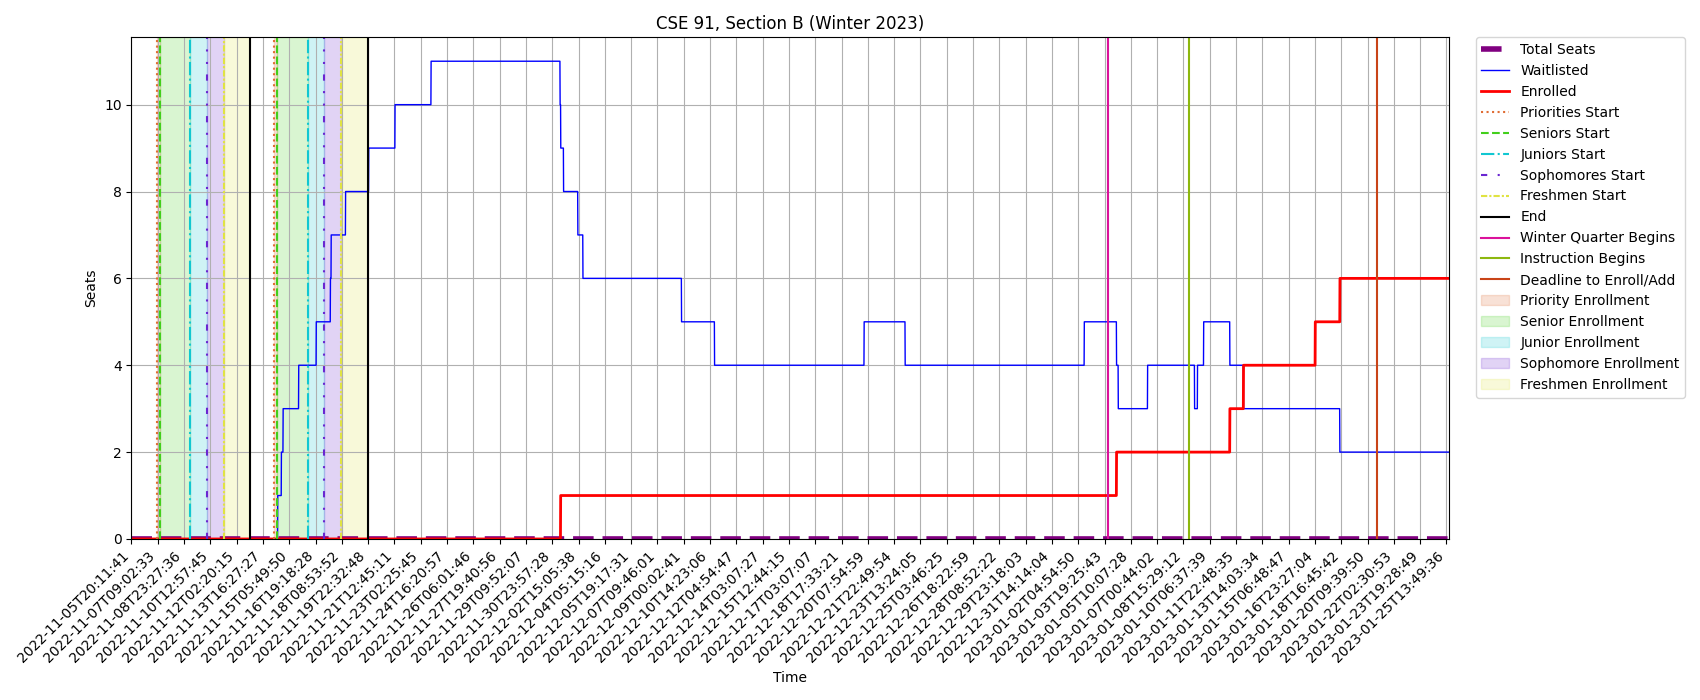 CSE 91, Section B (Winter 2023)
Seats
10
8
6
4
2
0
2022-11-05T20:11:41
2022-11-07T09:02:33
2022-11-08T23:27:36
2022-11-10T12:57:45
2022-11-12T02:20:15
2022-11-13T16:27:27
2022-11-15T05:49:50
2022-11-16T19:18:28
2022-11-18T08:53:52
2022-11-19T22:32:48
2022-11-21T12:45:11
2022-11-23T02:25:45
2022-11-24T16:20:57
2022-11-26T06:01:46
2022-11-27T19:40:56
2022-11-29T09:52:07
2022-11-30T23:57:28
2022-12-02T15:05:38
2022-12-04T05:15:16
2022-12-05T19:17:31
2022-12-07T09:46:01
2022-12-09T00:02:41
2022-12-10T14:23:06
2022-12-12T04:54:47
2022-12-14T03:07:27
2022-12-15T12:44:15
2022-12-17T03:07:07
2022-12-18T17:33:21
2022-12-20T07:54:59
2022-12-21T22:49:54
2022-12-23T13:24:05
2022-12-25T03:46:25
2022-12-26T18:22:59
2022-12-28T08:52:22
2022-12-29T23:18:03
2022-12-31T14:14:04
2023-01-02T04:54:50
2023-01-03T19:25:43
2023-01-05T10:07:28
2023-01-07T00:44:02
2023-01-08T15:29:12
2023-01-10T06:37:39
2023-01-11T22:48:35
2023-01-13T14:03:34
2023-01-15T06:48:47
2023-01-16T23:27:04
2023-01-18T16:45:42
2023-01-20T09:39:50
2023-01-22T02:30:53
2023-01-23T19:28:49
2023-01-25T13:49:36
Time
Total Seats
Waitlisted
Enrolled
Priorities Start
Seniors Start
Juniors Start
Sophomores Start
Freshmen Start
End
Winter Quarter Begins
Instruction Begins
Deadline to Enroll/Add
Priority Enrollment
Senior Enrollment
Junior Enrollment
Sophomore Enrollment
Freshmen Enrollment